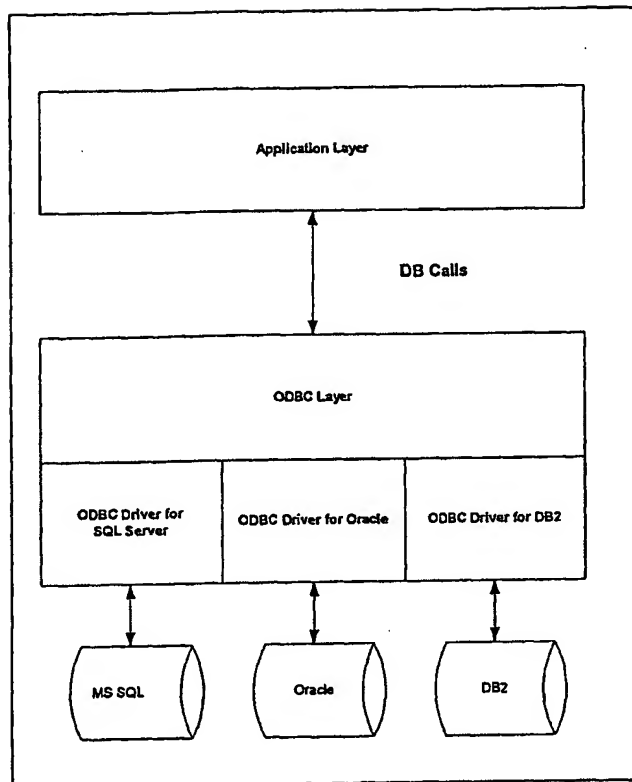 Application Layer
DB Calls
ODBC Layer
ODBC Driver for
SQL Server
ODBC Driver for Oracle
ODBC Driver for DB2
MS SQL
Oracle
DB2